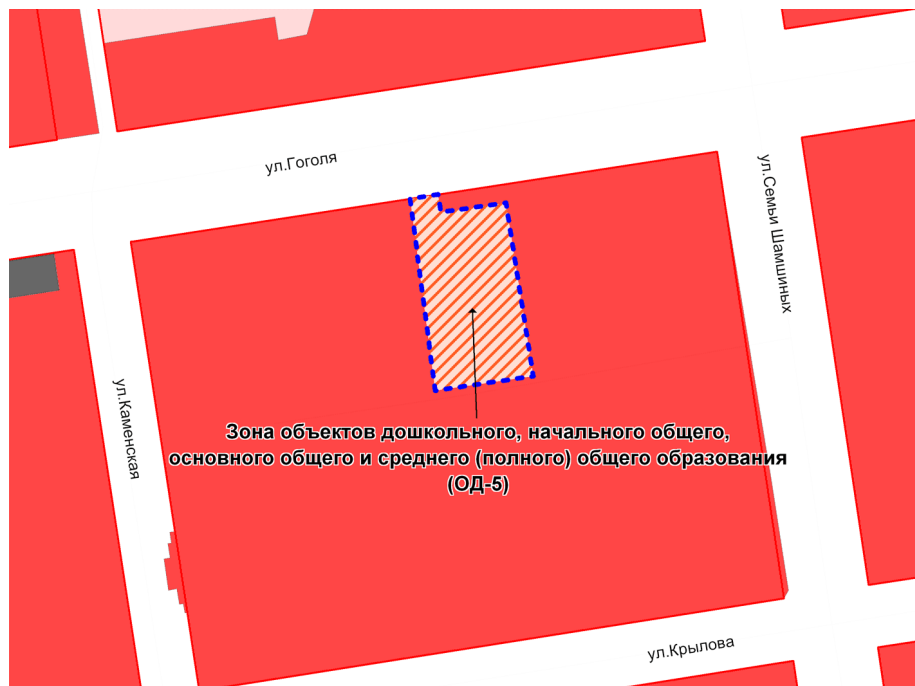 ул.Гоголя
ул.Семьи Шамшиных
ул.Каменская
Зона объектов дошкольного, начального общего,
основного общего и среднего (полного) общего образования
(ОД-5)
ул.Крылова